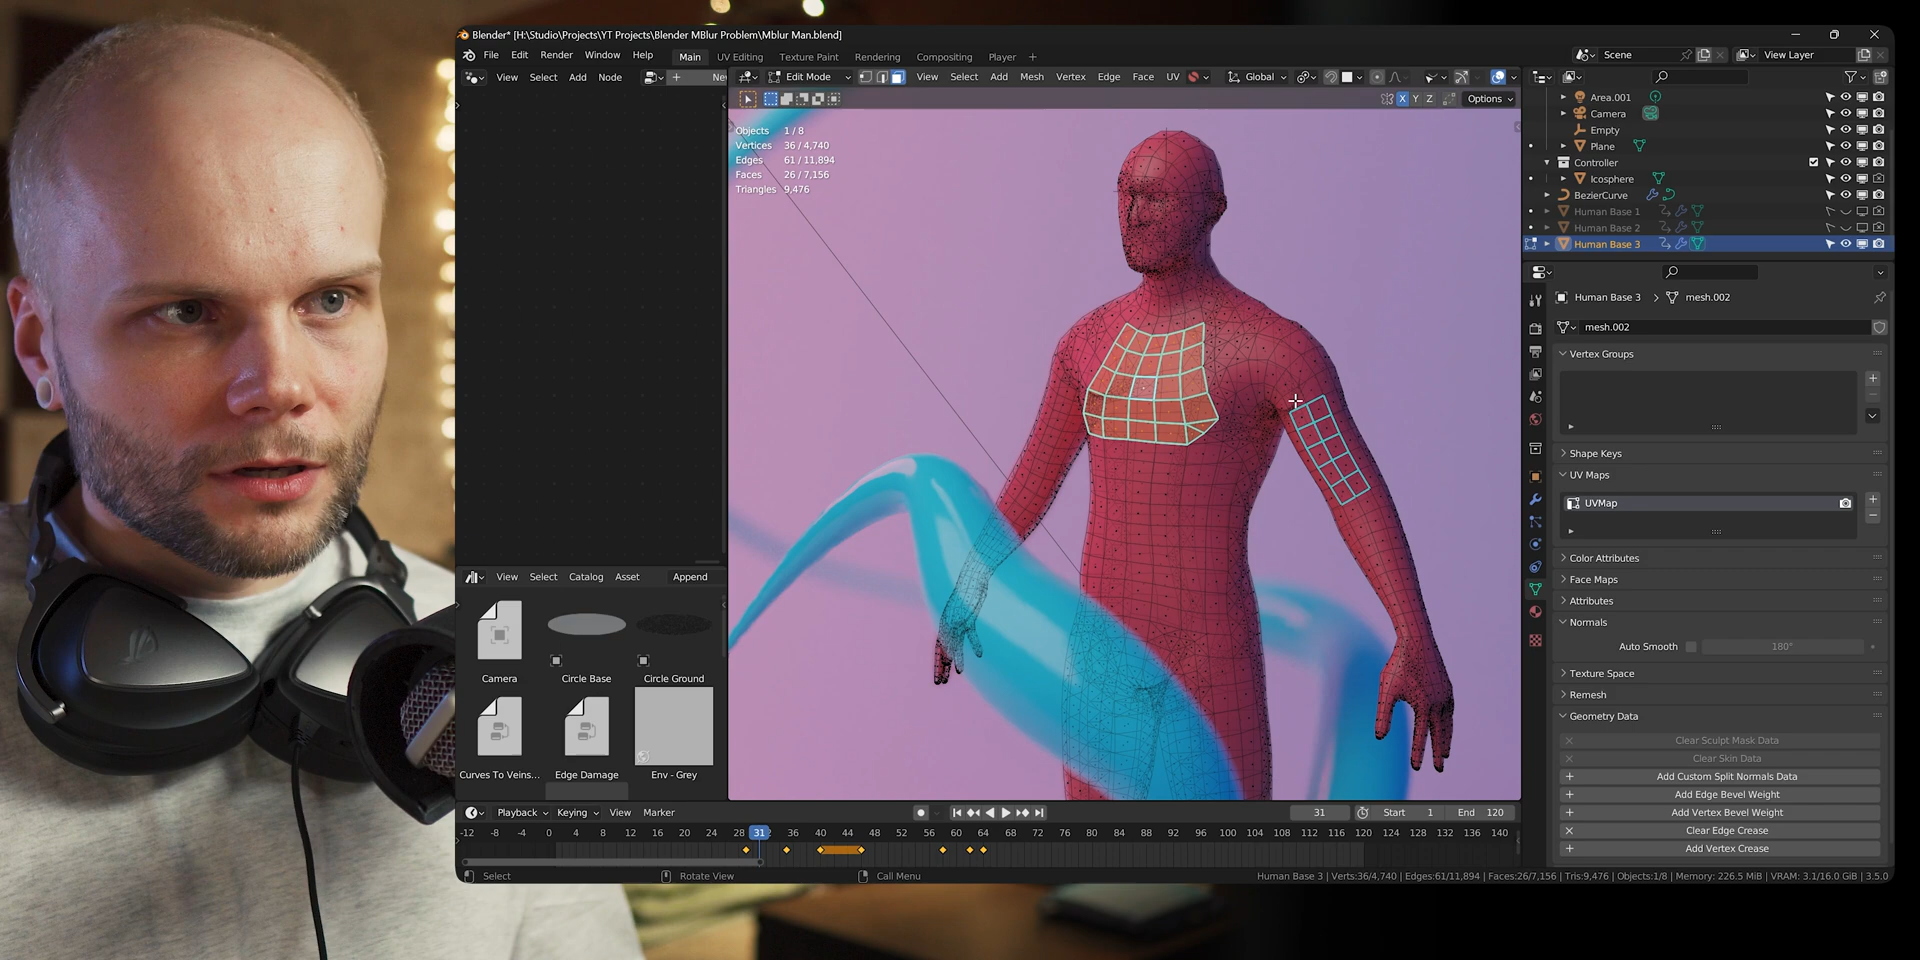 Blender* [H:\Studio\Projects\YT Projects\Blender MBlur Problem\Mblur Man.blend]
File Edit Render Window Help Main UV Editing Texture Paint Rendering Compositing Player + Scene View Layer
View Select Add Node + Nev Edit Mode View Select Add Mesh Vertex Edge Face UV Global
X Y Z Options
Objects 1 / 8
Vertices 36 / 4,740
Edges 61 / 11,894
Faces 26 / 7,156
Triangles 9,476
Area.001
Camera
Empty
Plane
Controller
Icosphere
BezierCurve
Human Base 1
Human Base 2
Human Base 3
Human Base 3 > mesh.002
mesh.002
Vertex Groups
Shape Keys
UV Maps
UVMap
Color Attributes
Face Maps
Attributes
Normals
Auto Smooth 180°
Texture Space
Remesh
Geometry Data
Clear Sculpt Mask Data
Clear Skin Data
Add Custom Split Normals Data
Add Edge Bevel Weight
Add Vertex Bevel Weight
Clear Edge Crease
Add Vertex Crease
View Select Catalog Asset Append
Camera Circle Base Circle Ground
Curves To Veins... Edge Damage Env - Grey
Playback Keying View Marker 31 Start 1 End 120
-12 -8 -4 0 4 8 12 16 20 24 28 31 36 40 44 48 52 56 60 64 68 72 76 80 84 88 92 96 100 104 108 112 116 120 124 128 132 136 140
Select Rotate View Call Menu Human Base 3 | Verts:36/4,740 | Edges:61/11,894 | Faces:26/7,156 | Tris:9,476 | Objects:1/8 | Memory: 226.5 MiB | VRAM: 3.1/16.0 GiB | 3.5.0